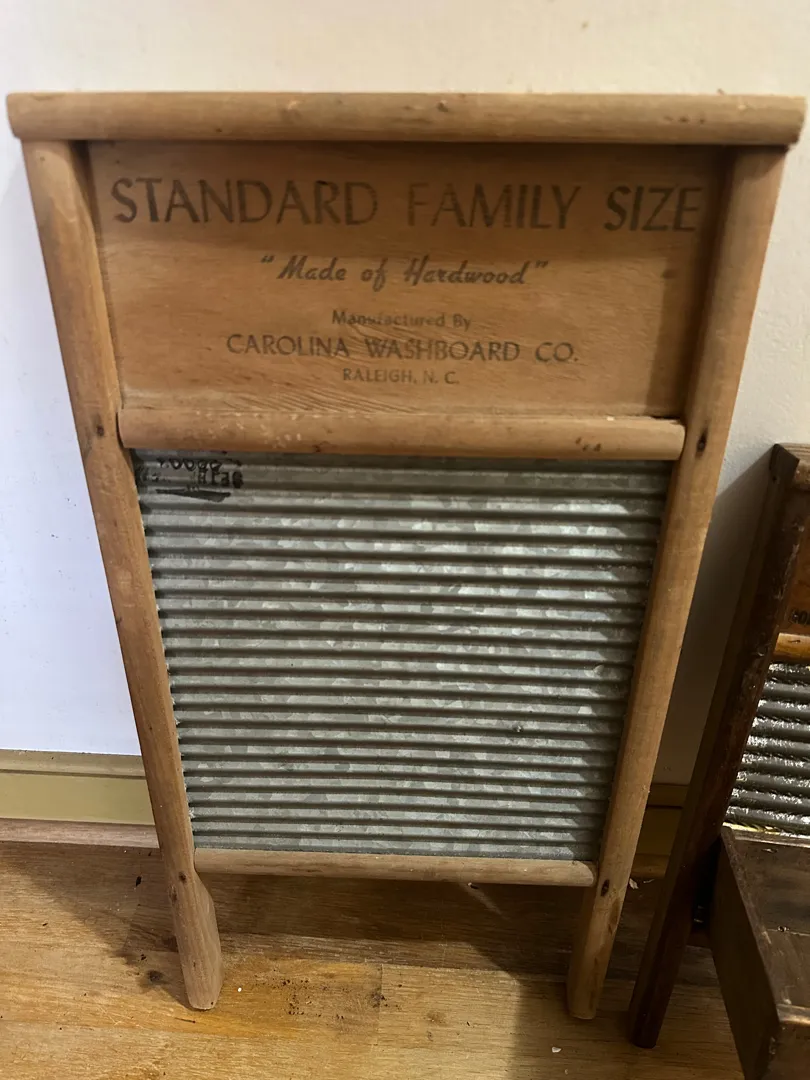 STANDARD FAMILY SIZE
"Made of Hardwood"
Manufactured By
CAROLINA WASHBOARD CO.
RALEIGH, N. C.